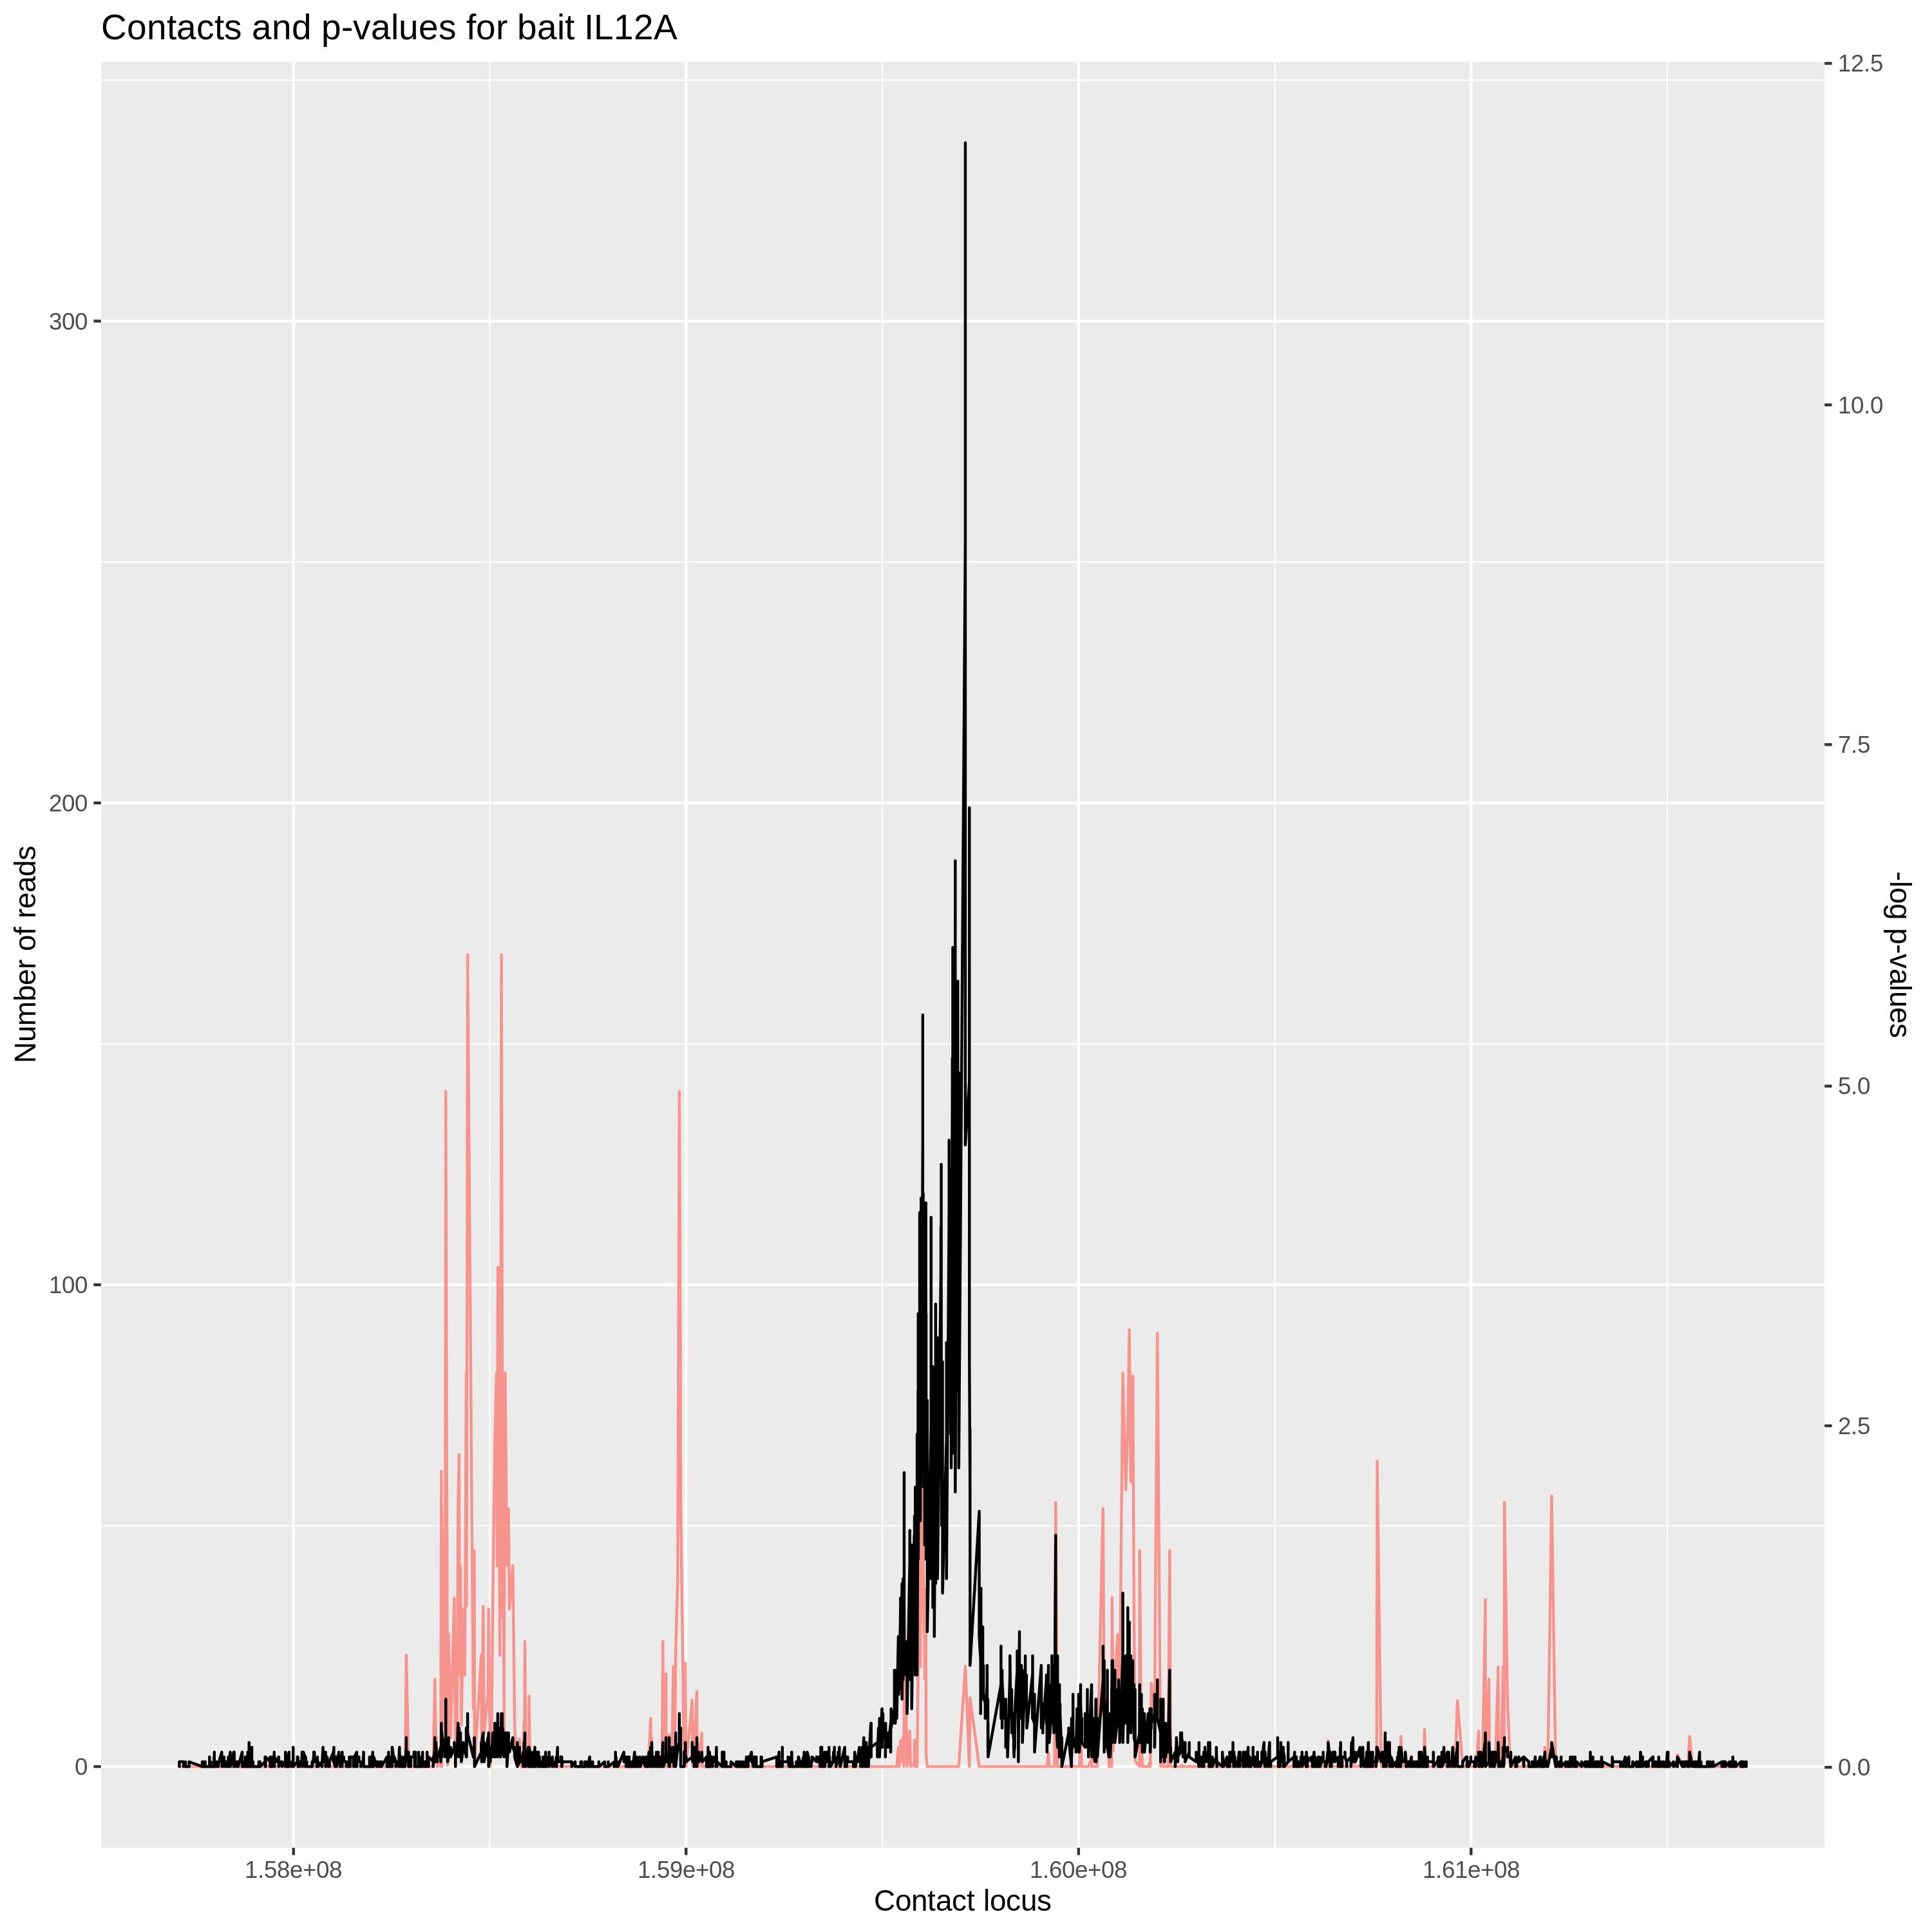 Contacts and p-values for bait IL12A
Number of reads
300
200
100
0
12.5
10.0
7.5
5.0
2.5
0.0
-log p-values
1.58e+08
1.59e+08
1.60e+08
1.61e+08
Contact locus